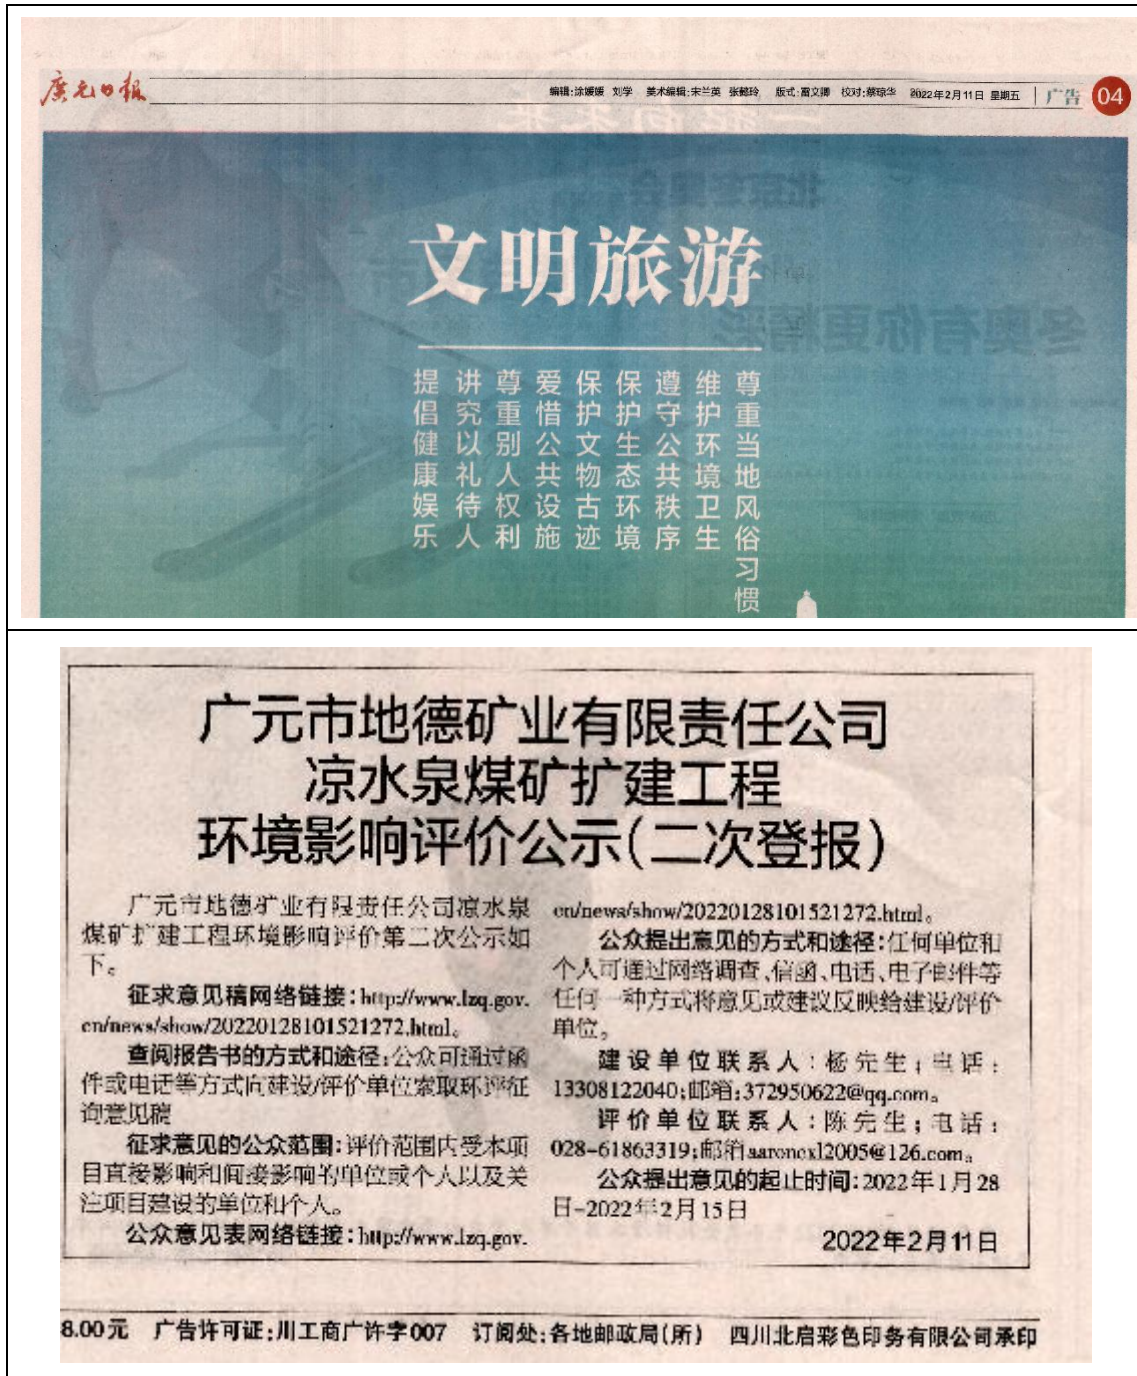 广元日报
编辑:涂媛媛 刘学 美术编辑:宋兰英 张懿玲 版式:雷文卿 校对:蔡琼华 2022年2月11日 星期五 广告 04
文明旅游
尊重当地风俗习惯
维护环境卫生
遵守公共秩序
保护生态环境
保护文物古迹
爱惜公共设施
尊重别人权利
讲究以礼待人
提倡健康娱乐
广元市地德矿业有限责任公司
凉水泉煤矿扩建工程
环境影响评价公示(二次登报)
广元市地德矿业有限责任公司凉水泉
煤矿扩建工程环境影响评价第二次公示如
下。
征求意见稿网络链接:http://www.lzq.gov.
cn/news/show/20220128101521272.html。
查阅报告书的方式和途径:公众可通过函
件或电话等方式向建设/评价单位索取环评征
询意见稿
征求意见的公众范围:评价范围内受本项
目直接影响和间接影响的单位或个人以及关
注项目建设的单位和个人。
公众意见表网络链接:http://www.lzq.gov.
cn/news/show/20220128101521272.html。
公众提出意见的方式和途径:任何单位和
个人可通过网络调查、信函、电话、电子邮件等
任何一种方式将意见或建议反映给建设/评价
单位。
建设单位联系人:杨先生;电话:
13308122040;邮箱:372950622@qq.com。
评价单位联系人:陈先生;电话:
028-61863319;邮箱aaroncxl2005@126.com。
公众提出意见的起止时间:2022年1月28
日-2022年2月15日
2022年2月11日
8.00元 广告许可证:川工商广许字007 订阅处:各地邮政局(所) 四川北启彩色印务有限公司承印